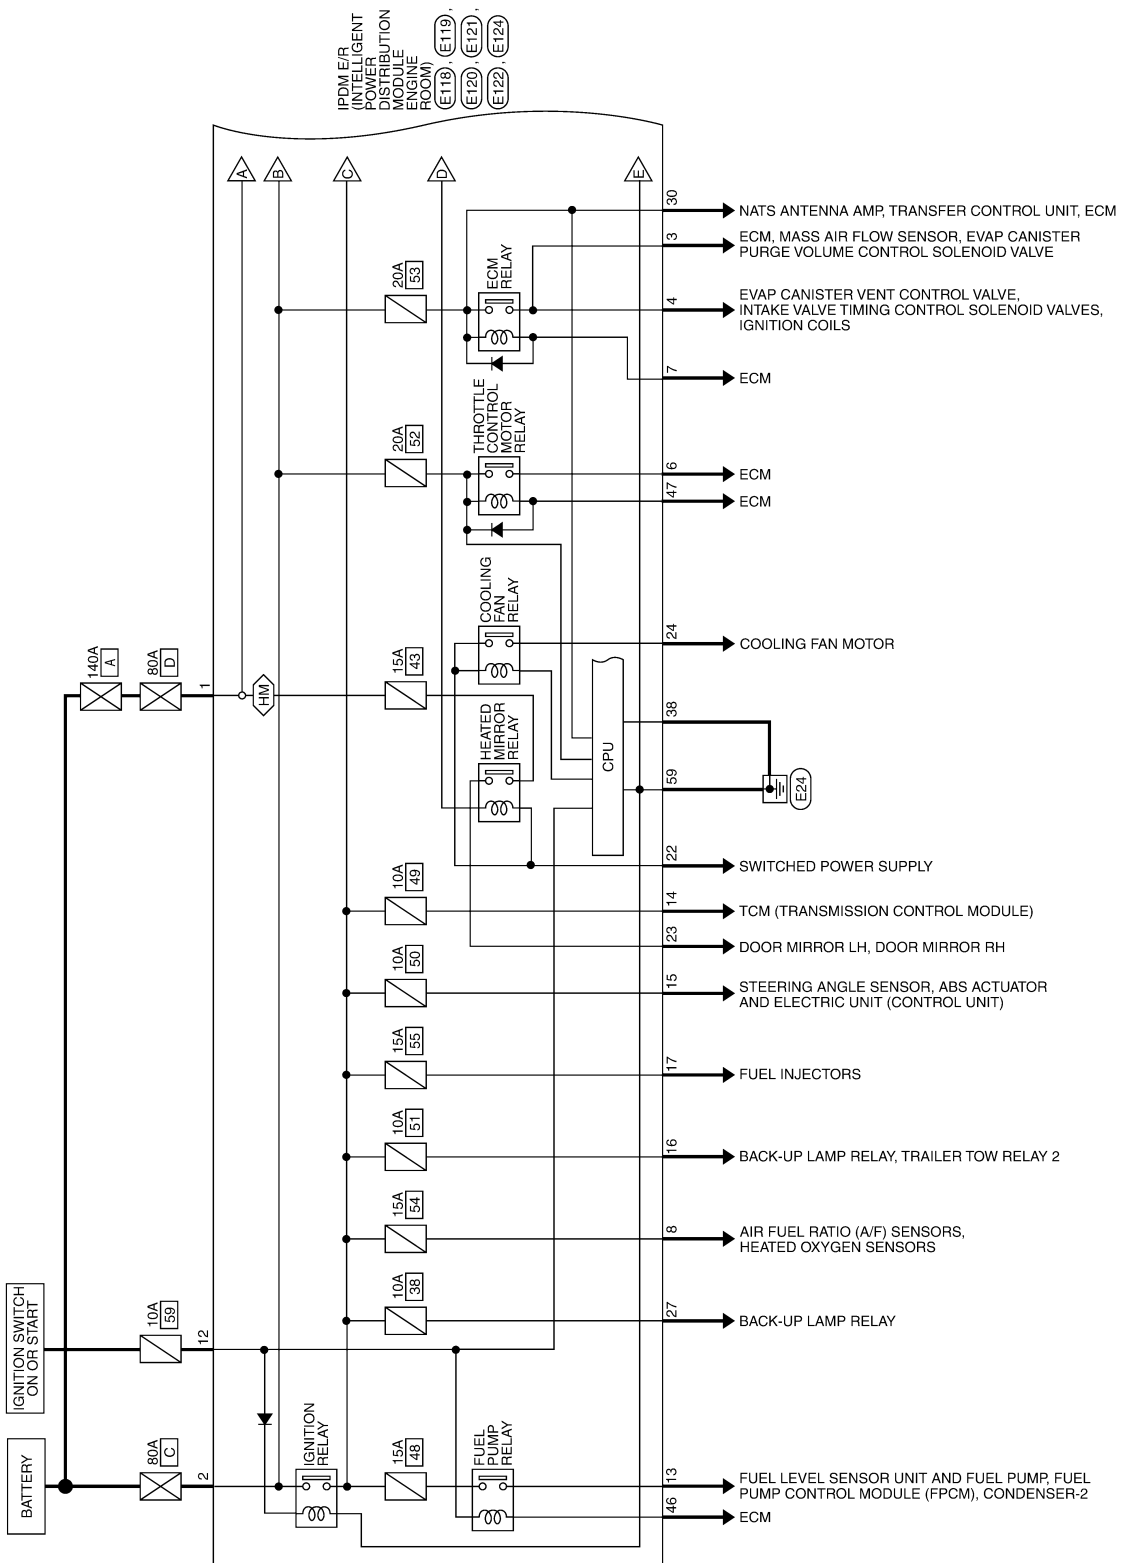 IPDM E/R
(INTELLIGENT
POWER
DISTRIBUTION
MODULE
ENGINE
ROOM)
E118 , E119 ,
E120 , E121 ,
E122 , E124
A
B
C
D
E
30
NATS ANTENNA AMP, TRANSFER CONTROL UNIT, ECM
3
ECM, MASS AIR FLOW SENSOR, EVAP CANISTER
PURGE VOLUME CONTROL SOLENOID VALVE
20A
53
ECM
RELAY
4
EVAP CANISTER VENT CONTROL VALVE,
INTAKE VALVE TIMING CONTROL SOLENOID VALVES,
IGNITION COILS
7
ECM
20A
52
THROTTLE
CONTROL
MOTOR
RELAY
6
ECM
47
ECM
COOLING
FAN
RELAY
24
COOLING FAN MOTOR
140A
A
80A
D
1
HM
15A
43
HEATED
MIRROR
RELAY
CPU
38
59
E24
22
SWITCHED POWER SUPPLY
10A
49
14
TCM (TRANSMISSION CONTROL MODULE)
23
DOOR MIRROR LH, DOOR MIRROR RH
10A
50
15
STEERING ANGLE SENSOR, ABS ACTUATOR
AND ELECTRIC UNIT (CONTROL UNIT)
15A
55
17
FUEL INJECTORS
10A
51
16
BACK-UP LAMP RELAY, TRAILER TOW RELAY 2
15A
54
8
AIR FUEL RATIO (A/F) SENSORS,
HEATED OXYGEN SENSORS
10A
38
27
BACK-UP LAMP RELAY
IGNITION SWITCH
ON OR START
10A
59
12
BATTERY
80A
C
2
IGNITION
RELAY
15A
48
FUEL
PUMP
RELAY
13
FUEL LEVEL SENSOR UNIT AND FUEL PUMP, FUEL
PUMP CONTROL MODULE (FPCM), CONDENSER-2
46
ECM